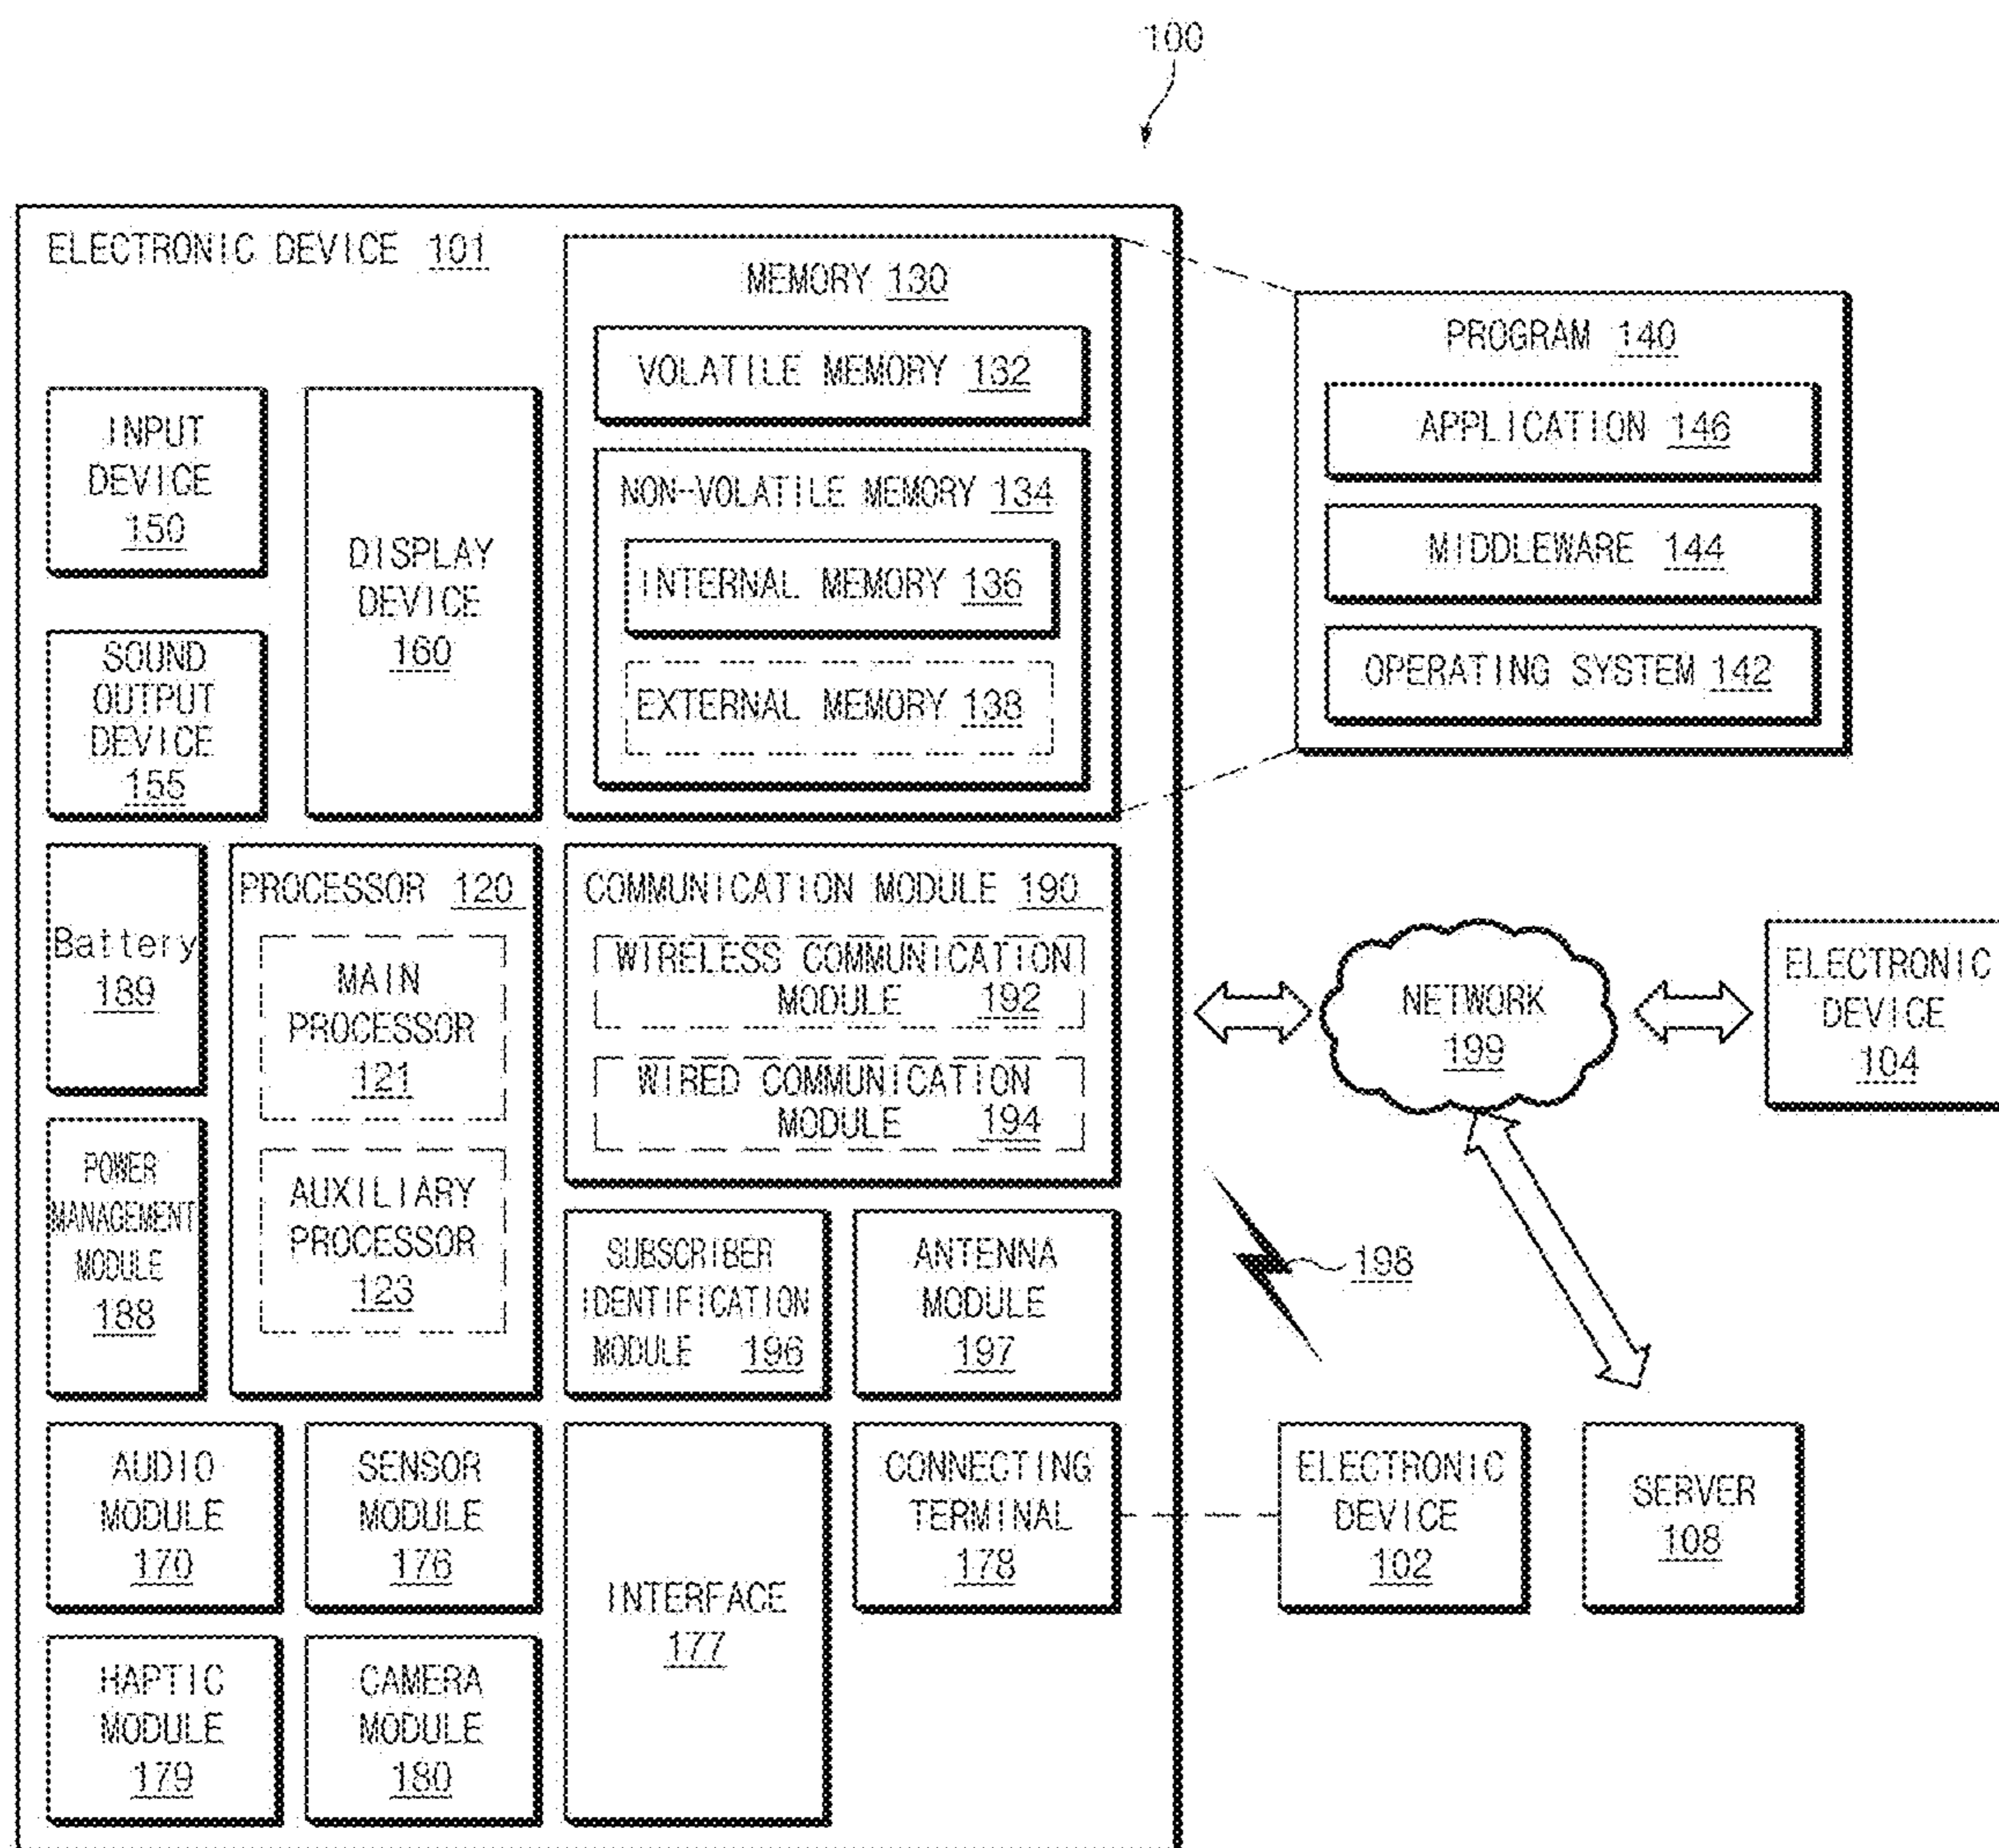 100
ELECTRONIC DEVICE 101
MEMORY 130
VOLATILE MEMORY 132
NON-VOLATILE MEMORY 134
INTERNAL MEMORY 136
EXTERNAL MEMORY 138
PROGRAM 140
APPLICATION 146
MIDDLEWARE 144
OPERATING SYSTEM 142
INPUT
DEVICE
150
SOUND
OUTPUT
DEVICE
155
DISPLAY
DEVICE
160
Battery
189
POWER
MANAGEMENT
MODULE
188
PROCESSOR 120
MAIN
PROCESSOR
121
AUXILIARY
PROCESSOR
123
COMMUNICATION MODULE 190
WIRELESS COMMUNICATION
MODULE 192
WIRED COMMUNICATION
MODULE 194
SUBSCRIBER
IDENTIFICATION
MODULE 196
ANTENNA
MODULE
197
NETWORK
199
ELECTRONIC
DEVICE
104
198
AUDIO
MODULE
170
SENSOR
MODULE
176
INTERFACE
177
CONNECTING
TERMINAL
178
ELECTRONIC
DEVICE
102
SERVER
108
HAPTIC
MODULE
179
CAMERA
MODULE
180